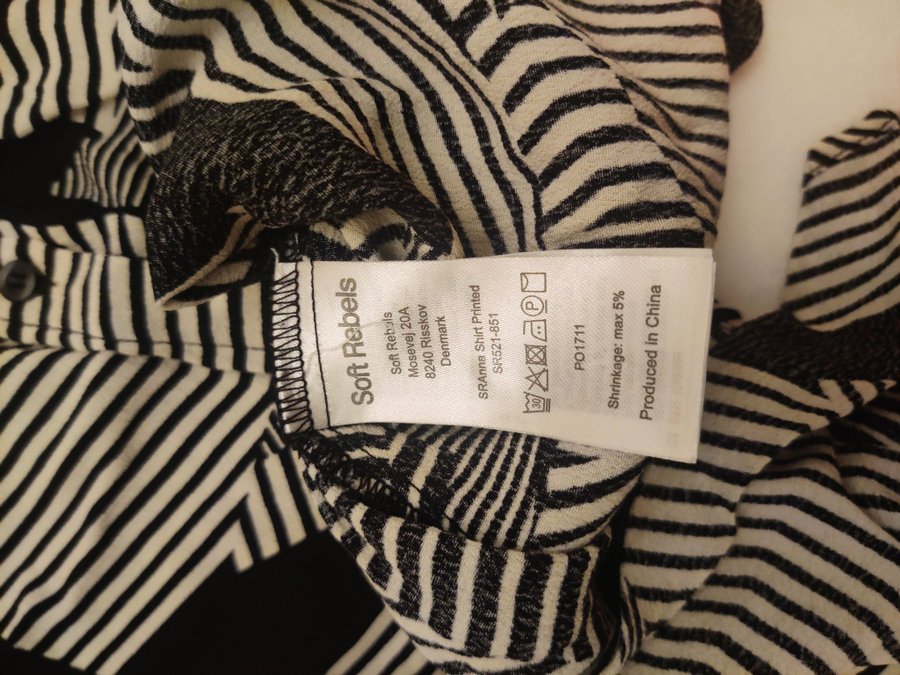 Soft Rebels
Soft Rebels
Mosevej 20A
8240 Risskov
Denmark
SRAnna Shirt Printed
SR521-851
30
P
PO1711
Shrinkage: max 5%
Produced in China